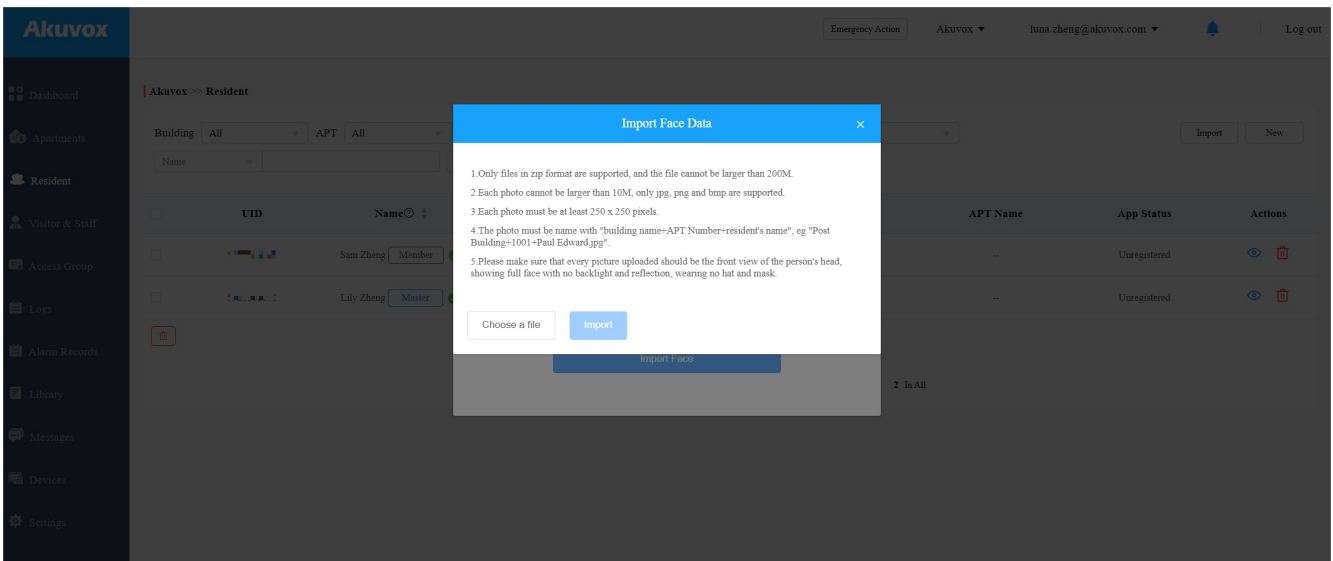 Akuvox
Emergency Action
Akuvox
funa.zheng@akuvox.com
Log out
Dashboard
Apartments
Resident
Visitor & Staff
Access Group
Logs
Alarm Records
Library
Messages
Devices
Settings
Akuvox >> Resident
Building All APT All
Import New
Name
Import Face Data
1.Only files in zip format are supported, and the file cannot be larger than 200M.
2.Each photo cannot be larger than 10M, only jpg, png and bmp are supported.
3.Each photo must be at least 250 x 250 pixels.
4.The photo must be name with "building name+APT Number+resident's name", eg "Post
Building+1001+Paul Edward.jpg".
5.Please make sure that every picture uploaded should be the front view of the person's head,
showing full face with no backlight and reflection, wearing no hat and mask.
Choose a file Import
Import Face
UID Name APT Name App Status Actions
Sam Zheng Member -- Unregistered
Lily Zheng Master -- Unregistered
2 In All